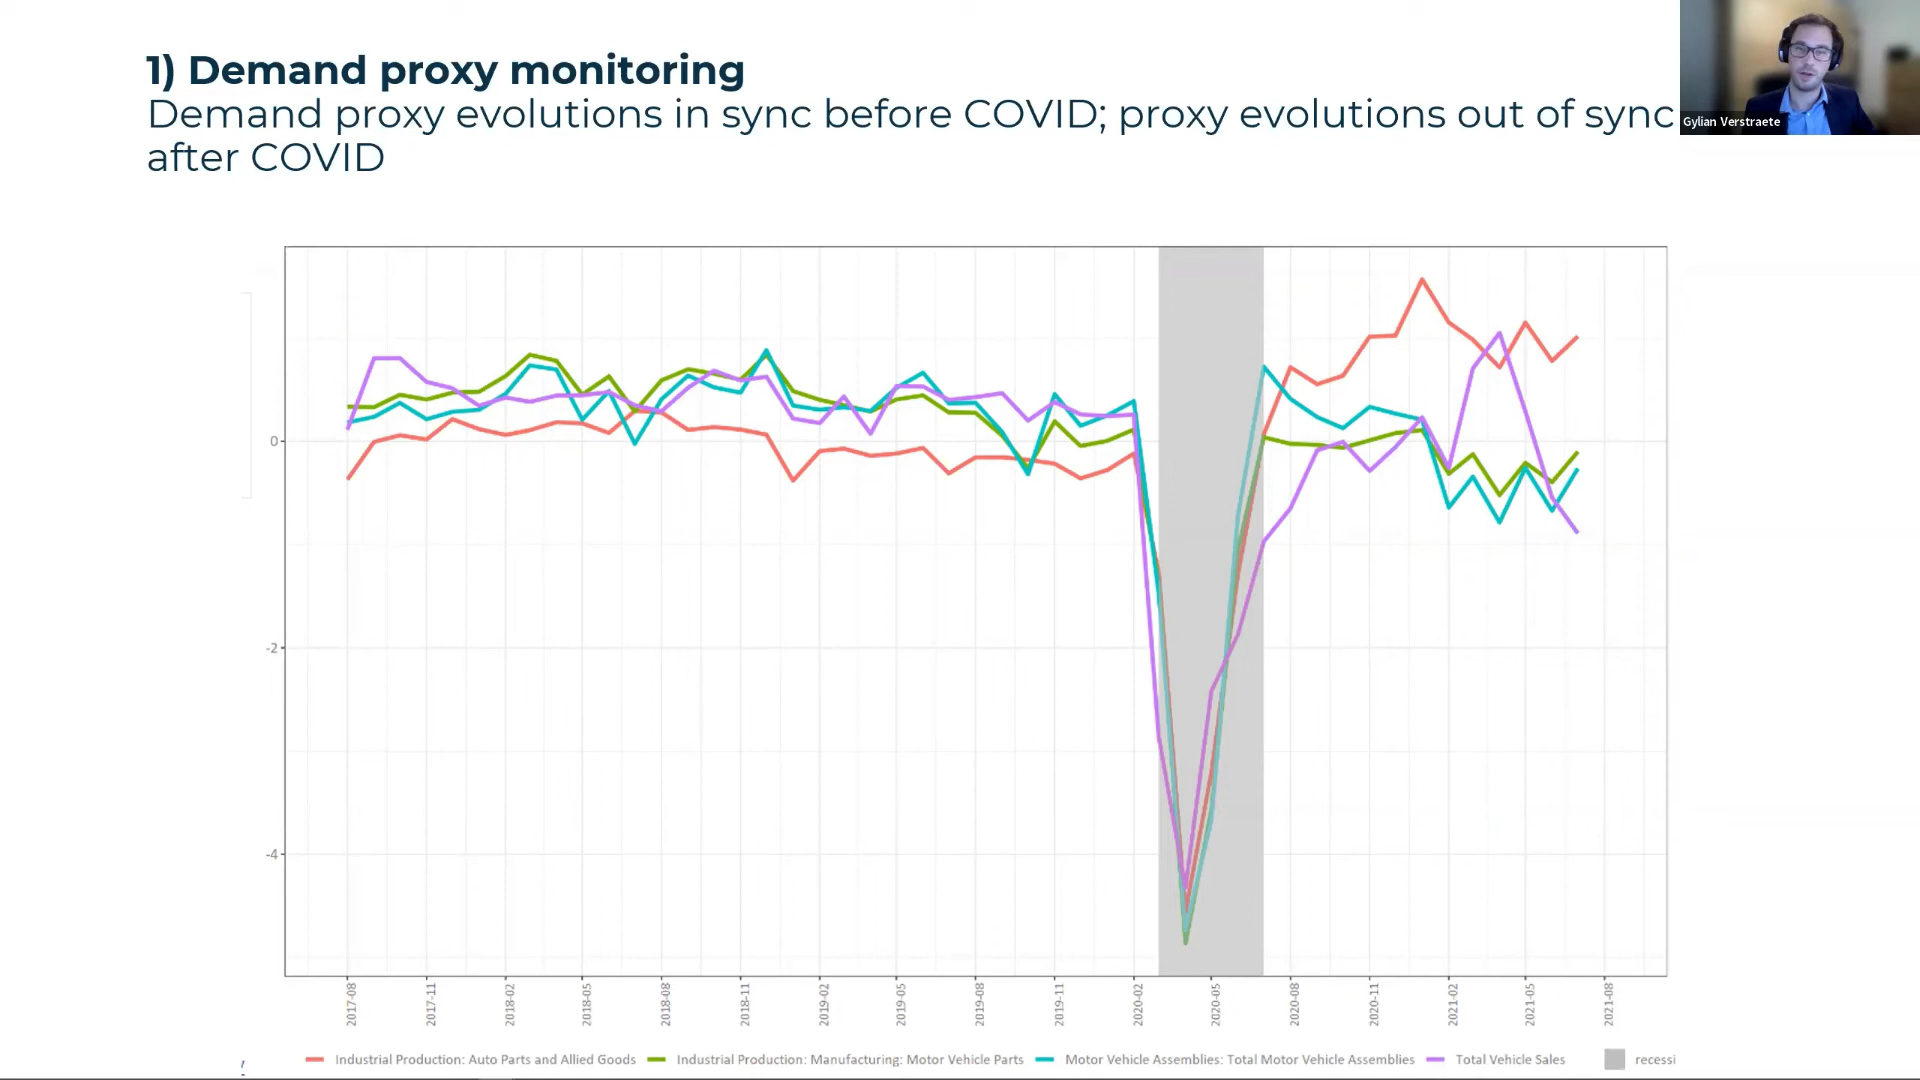 1) Demand proxy monitoring
Demand proxy evolutions in sync before COVID; proxy evolutions out of sync
after COVID
Gylian Verstraete
0
-2
-4
2017-08
2017-11
2018-02
2018-05
2018-08
2018-11
2019-02
2019-05
2019-08
2019-11
2020-02
2020-05
2020-08
2020-11
2021-02
2021-05
2021-08
Industrial Production: Auto Parts and Allied Goods
Industrial Production: Manufacturing: Motor Vehicle Parts
Motor Vehicle Assemblies: Total Motor Vehicle Assemblies
Total Vehicle Sales
recessi